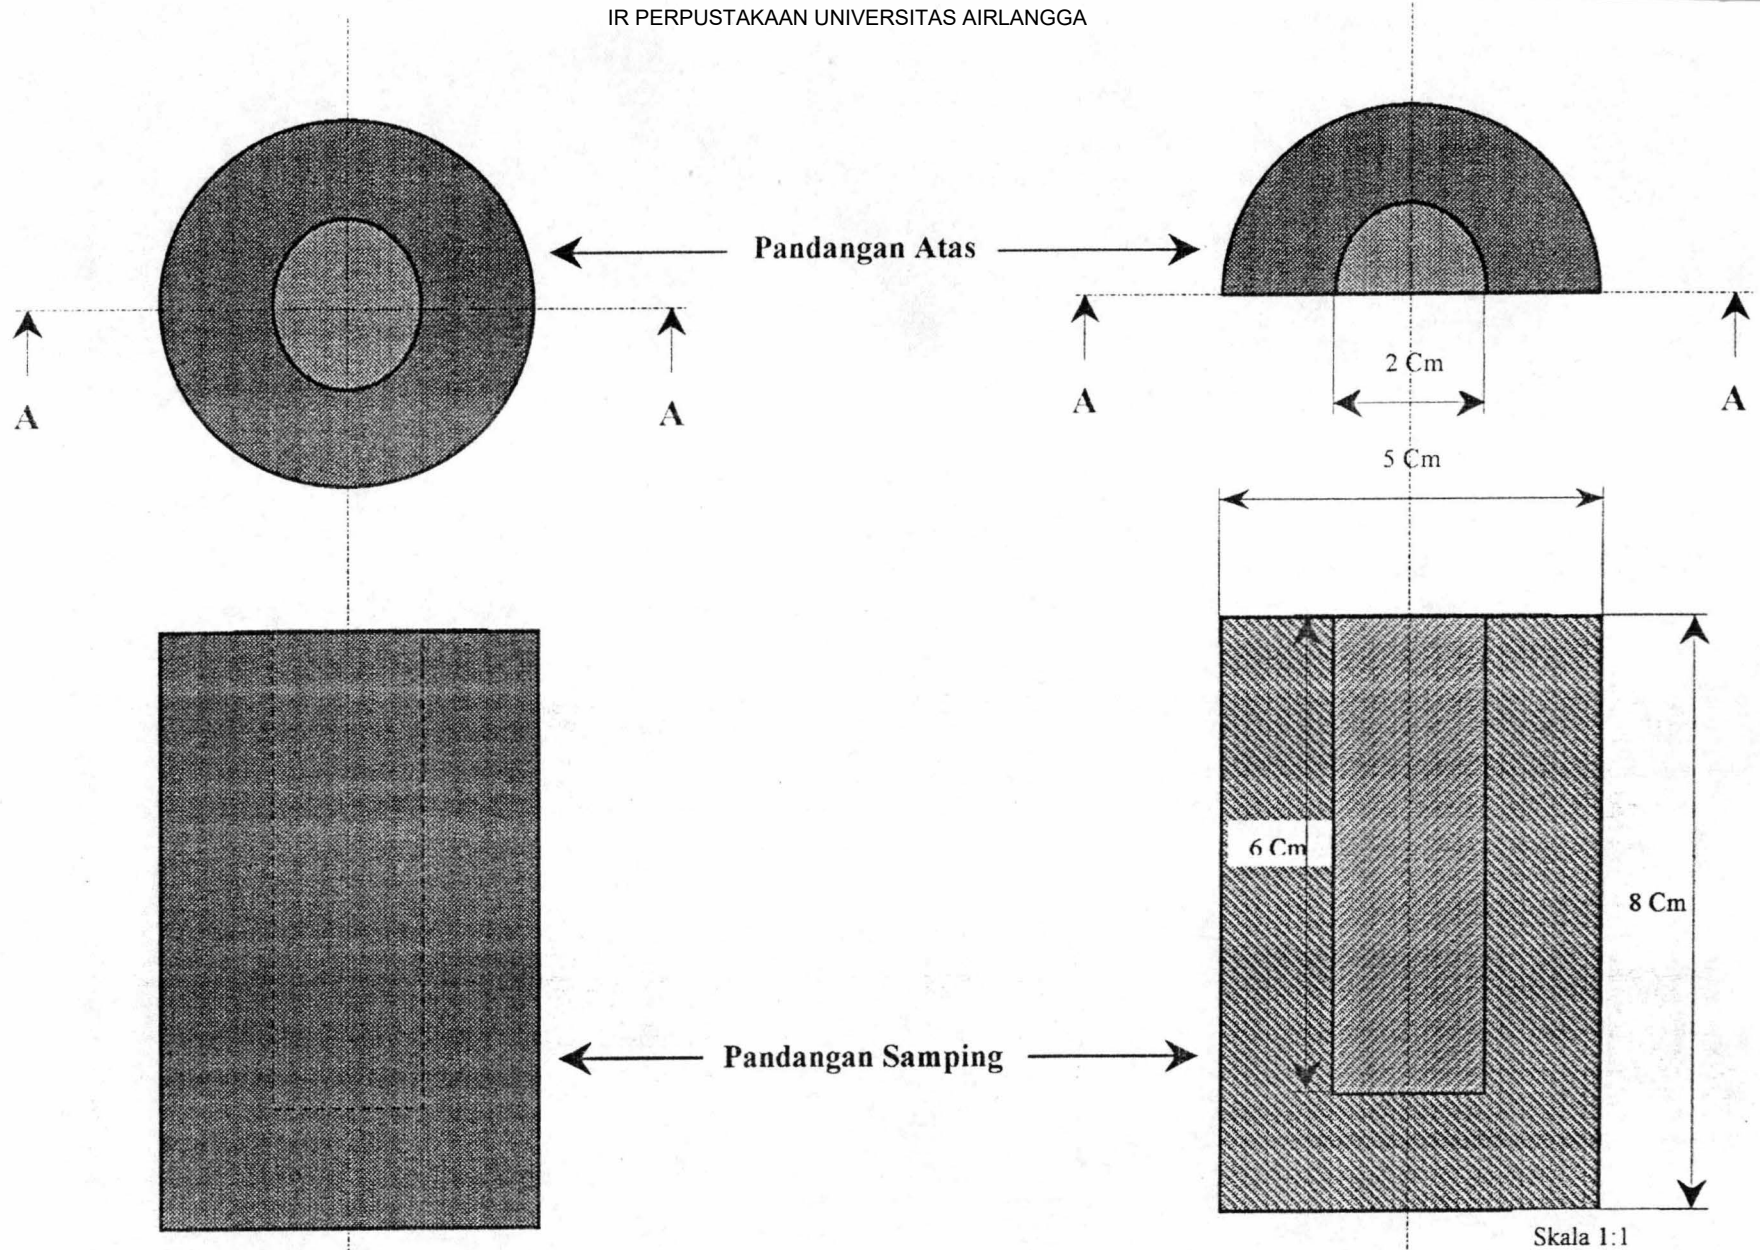 IR PERPUSTAKAAN UNIVERSITAS AIRLANGGA
Pandangan Atas
A
A
A
A
2 Cm
5 Cm
6 Cm
8 Cm
Pandangan Samping
Skala 1:1